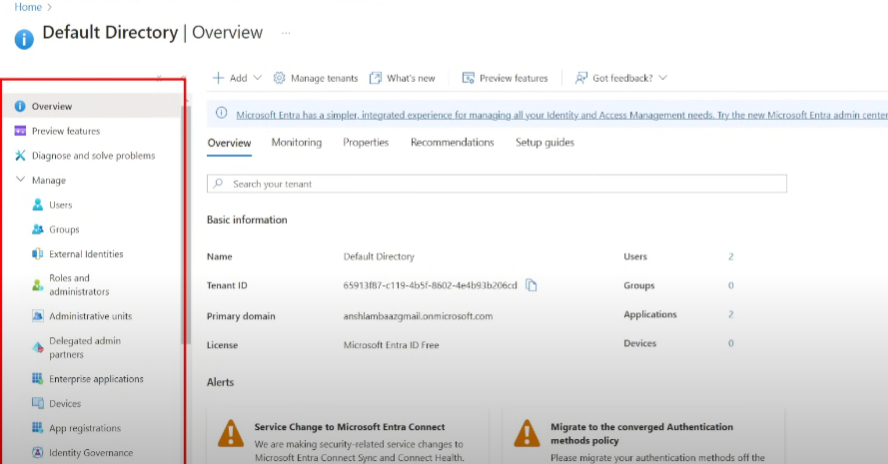 Home >
Default Directory | Overview ...
Add
Manage tenants
What's new
Preview features
Got feedback?
Overview
Preview features
Diagnose and solve problems
Manage
Users
Groups
External Identities
Roles and
administrators
Administrative units
Delegated admin
partners
Enterprise applications
Devices
App registrations
Identity Governance
Microsoft Entra has a simpler, integrated experience for managing all your Identity and Access Management needs. Try the new Microsoft Entra admin center
Overview
Monitoring
Properties
Recommendations
Setup guides
Search your tenant
Basic information
Name
Default Directory
Users
2
Tenant ID
65913f87-c119-4b5f-8602-4e4b93b206cd
Groups
0
Primary domain
anshlambaazgmail.onmicrosoft.com
Applications
2
License
Microsoft Entra ID Free
Devices
0
Alerts
Service Change to Microsoft Entra Connect
We are making security-related service changes to
Microsoft Entra Connect Sync and Connect Health.
Migrate to the converged Authentication
methods policy
Please migrate your authentication methods off the